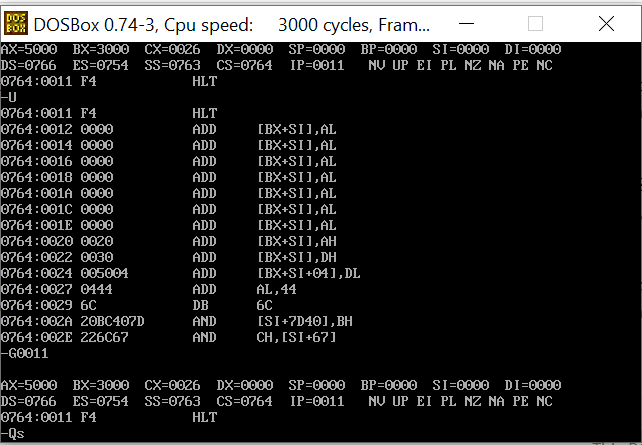 DOS BOX DOSBox 0.74-3, Cpu speed: 3000 cycles, Fram...
AX=5000 BX=3000 CX=0026 DX=0000 SP=0000 BP=0000 SI=0000 DI=0000
DS=0766 ES=0754 SS=0763 CS=0764 IP=0011 NV UP EI PL NZ NA PE NC
0764:0011 F4 HLT
-U
0764:0011 F4 HLT
0764:0012 0000 ADD [BX+SI],AL
0764:0014 0000 ADD [BX+SI],AL
0764:0016 0000 ADD [BX+SI],AL
0764:0018 0000 ADD [BX+SI],AL
0764:001A 0000 ADD [BX+SI],AL
0764:001C 0000 ADD [BX+SI],AL
0764:001E 0000 ADD [BX+SI],AL
0764:0020 0020 ADD [BX+SI],AH
0764:0022 0030 ADD [BX+SI],DH
0764:0024 005004 ADD [BX+SI+04],DL
0764:0027 0444 ADD AL,44
0764:0029 6C DB 6C
0764:002A 20BC407D AND [SI+7D40],BH
0764:002E 226C67 AND CH,[SI+67]
-G0011
AX=5000 BX=3000 CX=0026 DX=0000 SP=0000 BP=0000 SI=0000 DI=0000
DS=0766 ES=0754 SS=0763 CS=0764 IP=0011 NV UP EI PL NZ NA PE NC
0764:0011 F4 HLT
-Qs